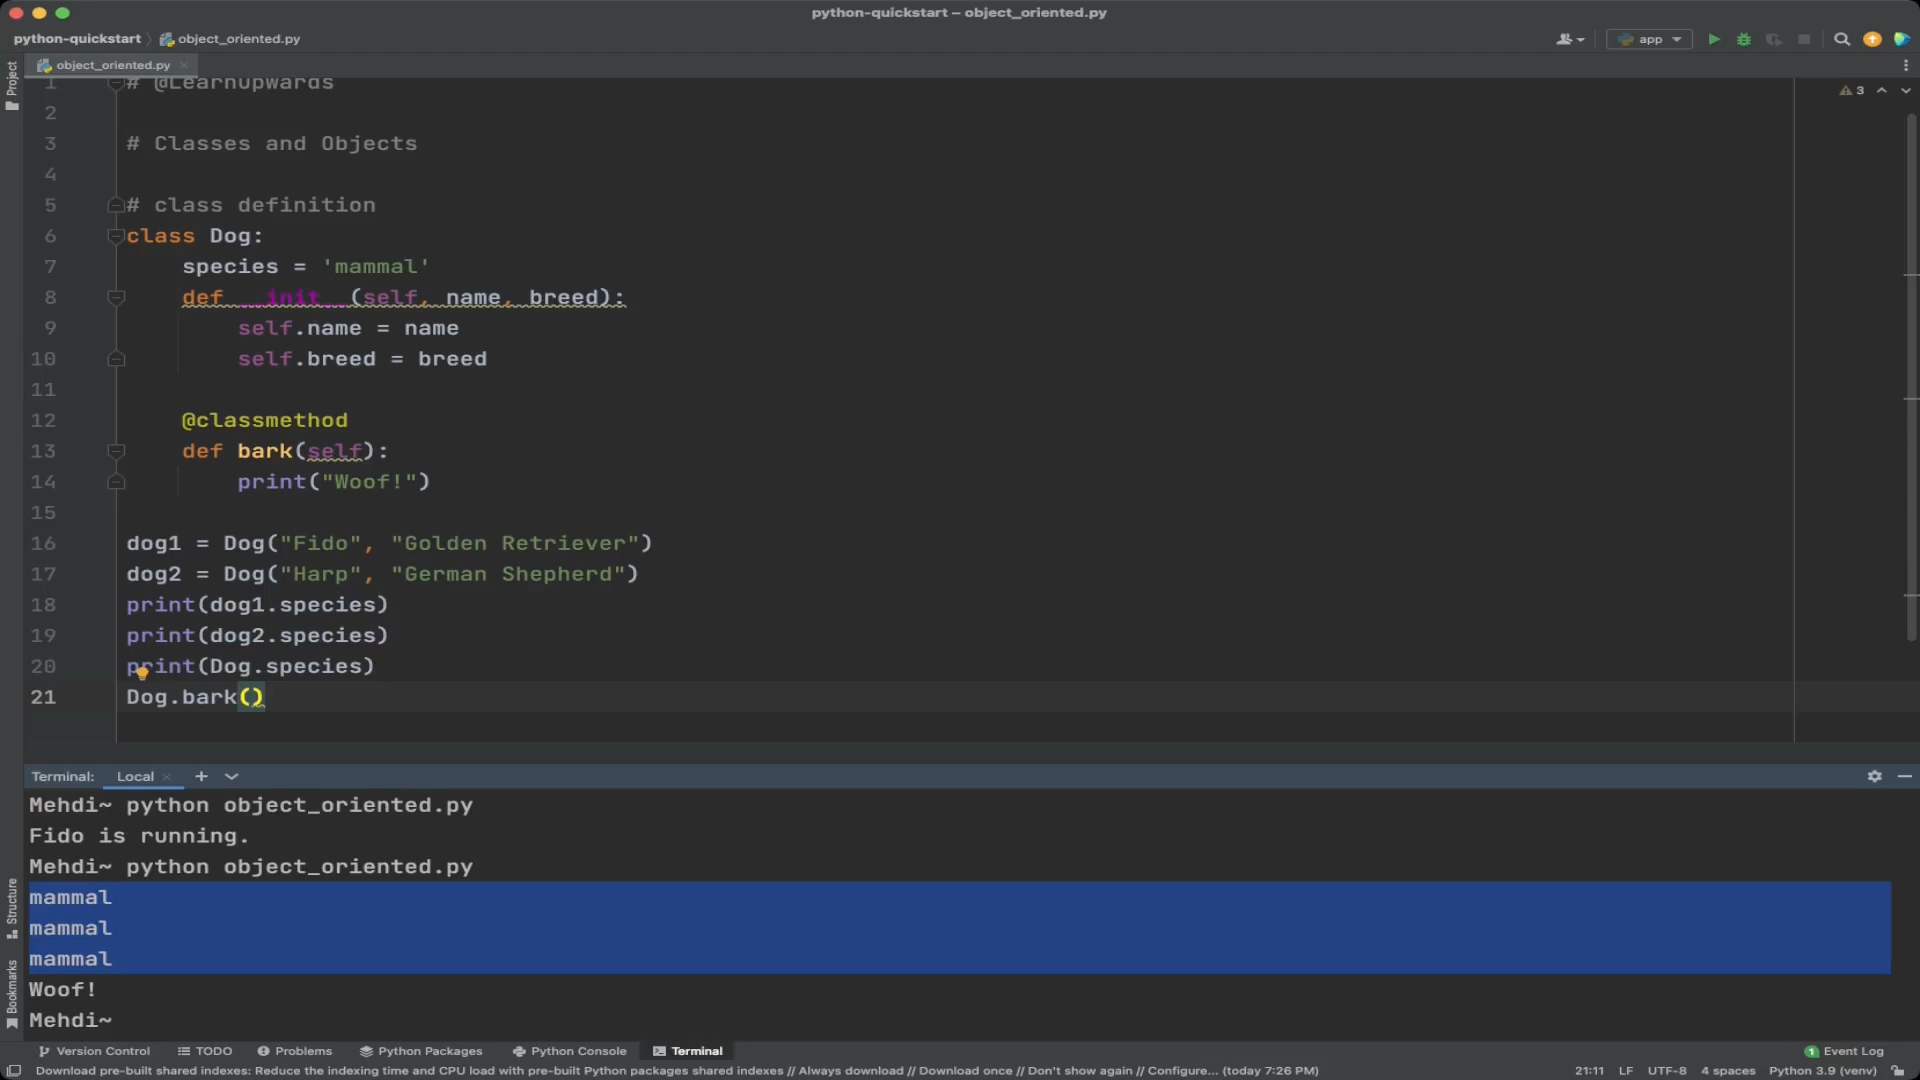 python-quickstart – object_oriented.py
python-quickstart
object_oriented.py
app
Project
object_oriented.py
3
1 # @LearnUpwards
2
3 # Classes and Objects
4
5 # class definition
6 class Dog:
7 species = 'mammal'
8 def __init__(self, name, breed):
9 self.name = name
10 self.breed = breed
11
12 @classmethod
13 def bark(self):
14 print("Woof!")
15
16 dog1 = Dog("Fido", "Golden Retriever")
17 dog2 = Dog("Harp", "German Shepherd")
18 print(dog1.species)
19 print(dog2.species)
20 print(Dog.species)
21 Dog.bark()
Terminal: Local
Mehdi~ python object_oriented.py
Fido is running.
Mehdi~ python object_oriented.py
mammal
mammal
mammal
Woof!
Mehdi~
Structure
Bookmarks
Version Control TODO Problems Python Packages Python Console Terminal 1 Event Log
Download pre-built shared indexes: Reduce the indexing time and CPU load with pre-built Python packages shared indexes // Always download // Download once // Don't show again // Configure... (today 7:26 PM) 21:11 LF UTF-8 4 spaces Python 3.9 (venv)